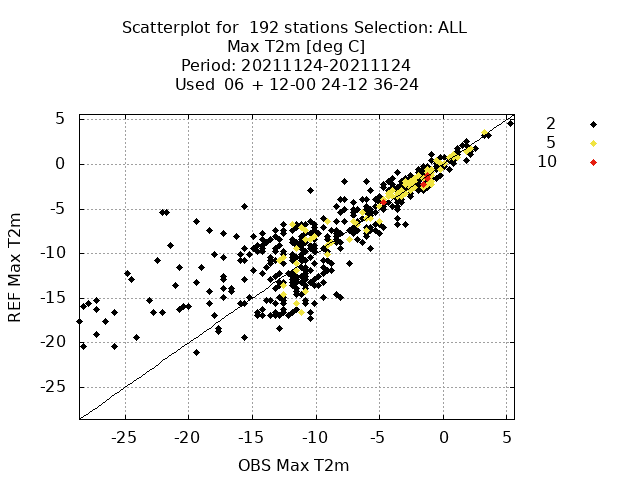 Scatterplot for  192 stations Selection: ALL
Max T2m [deg C]
Period: 20211124-20211124
Used  06 + 12-00 24-12 36-24
2
5
10
5
0
-5
-10
-15
-20
-25
REF Max T2m
-25 -20 -15 -10 -5 0 5
OBS Max T2m